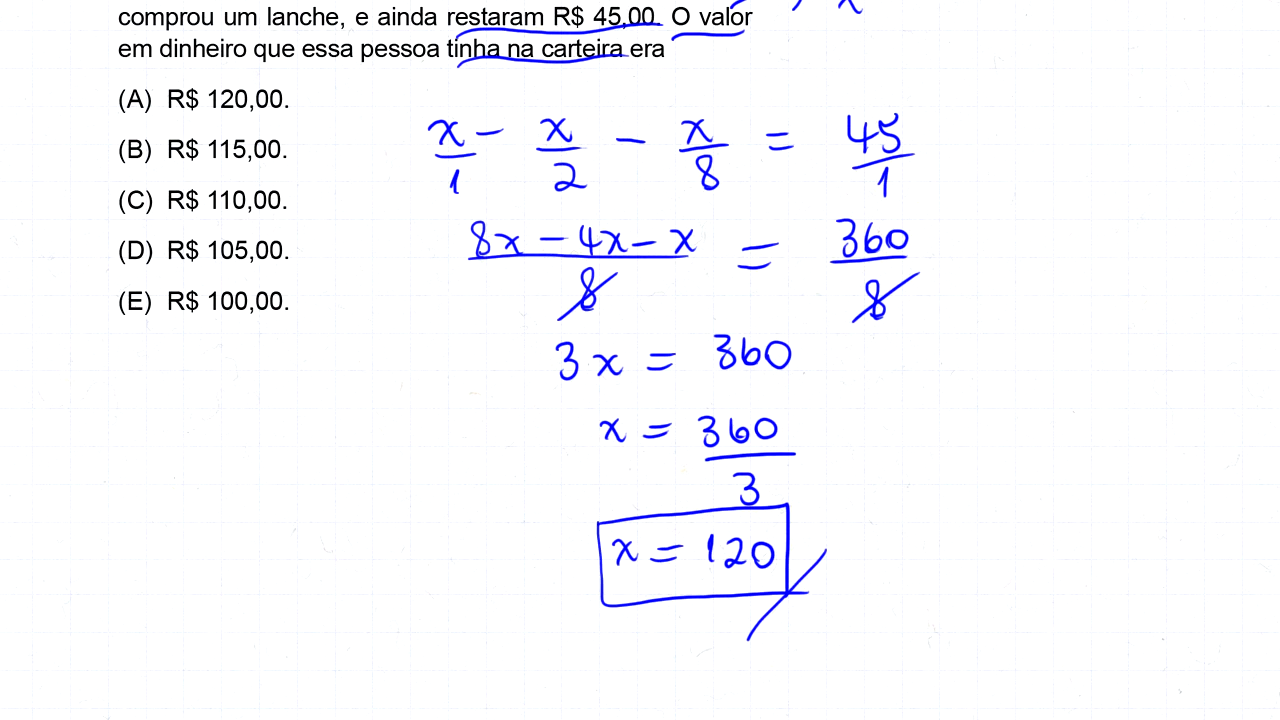 comprou um lanche, e ainda restaram R$ 45,00. O valor
em dinheiro que essa pessoa tinha na carteira era
(A) R$ 120,00.
(B) R$ 115,00.
(C) R$ 110,00.
(D) R$ 105,00.
(E) R$ 100,00.
x/1 - x/2 - x/8 = 45/1
8x - 4x - x / 8 = 360/8
3x = 360
x = 360/3
x = 120